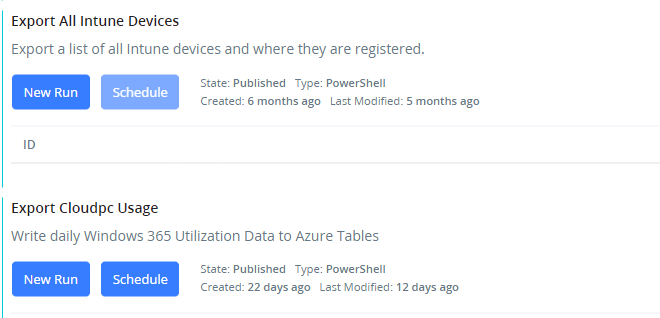 Export All Intune Devices
Export a list of all Intune devices and where they are registered.
New Run Schedule State: Published Type: PowerShell
Created: 6 months ago Last Modified: 5 months ago
ID
Export Cloudpc Usage
Write daily Windows 365 Utilization Data to Azure Tables
New Run Schedule State: Published Type: PowerShell
Created: 22 days ago Last Modified: 12 days ago